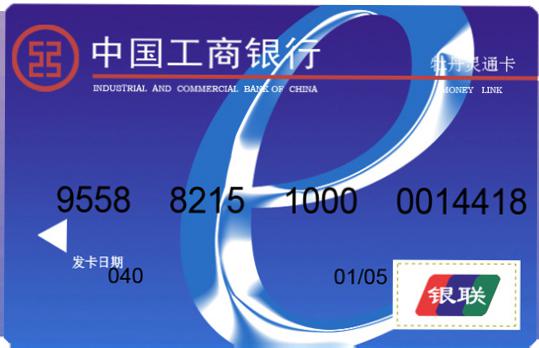 中国工商银行
牡丹灵通卡
INDUSTRIAL AND COMMERCIAL BANK OF CHINA
MONEY LINK
9558 8215 1000 0014418
发卡日期
040 01/05
银联